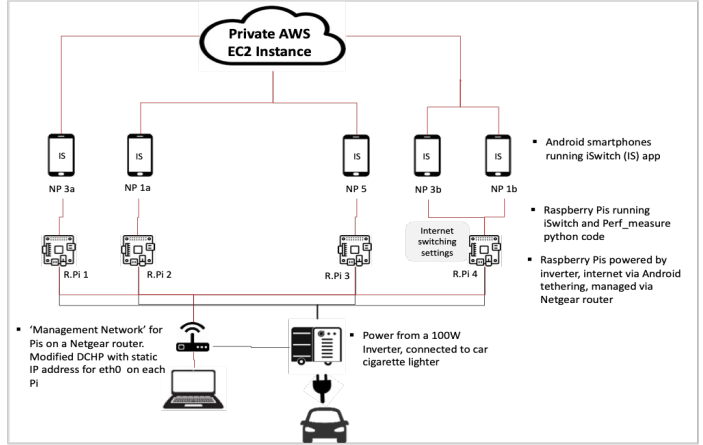 Private AWS
EC2 Instance
IS
IS
IS
IS
IS
NP 3a
NP 1a
NP 5
NP 3b
NP 1b
▪ Android smartphones
running iSwitch (IS) app
Internet
switching
settings
▪ Raspberry Pis running
iSwitch and Perf_measure
python code
R.Pi 1
R.Pi 2
R.Pi 3
R.Pi 4
▪ Raspberry Pis powered by
inverter, internet via Android
tethering, managed via
Netgear router
▪ ‘Management Network’ for
Pis on a Netgear router.
Modified DCHP with static
IP address for eth0 on each
Pi
▪ Power from a 100W
Inverter, connected to car
cigarette lighter